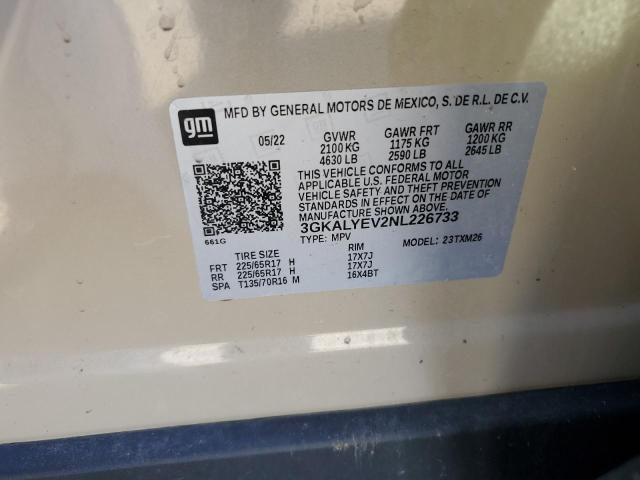 gm
MFD BY GENERAL MOTORS DE MEXICO, S. DE R.L. DE C.V.
05/22 GVWR GAWR FRT GAWR RR
2100 KG 1175 KG 1200 KG
4630 LB 2590 LB 2645 LB
THIS VEHICLE CONFORMS TO ALL
APPLICABLE U.S. FEDERAL MOTOR
VEHICLE SAFETY AND THEFT PREVENTION
STANDARDS IN EFFECT ON THE DATE OF
MANUFACTURE SHOWN ABOVE.
3GKALYEV2NL226733
661G
TYPE: MPV MODEL: 23TXM26
TIRE SIZE RIM
FRT 225/65R17 H 17X7J
RR 225/65R17 H 17X7J
SPA T135/70R16 M 16X4BT